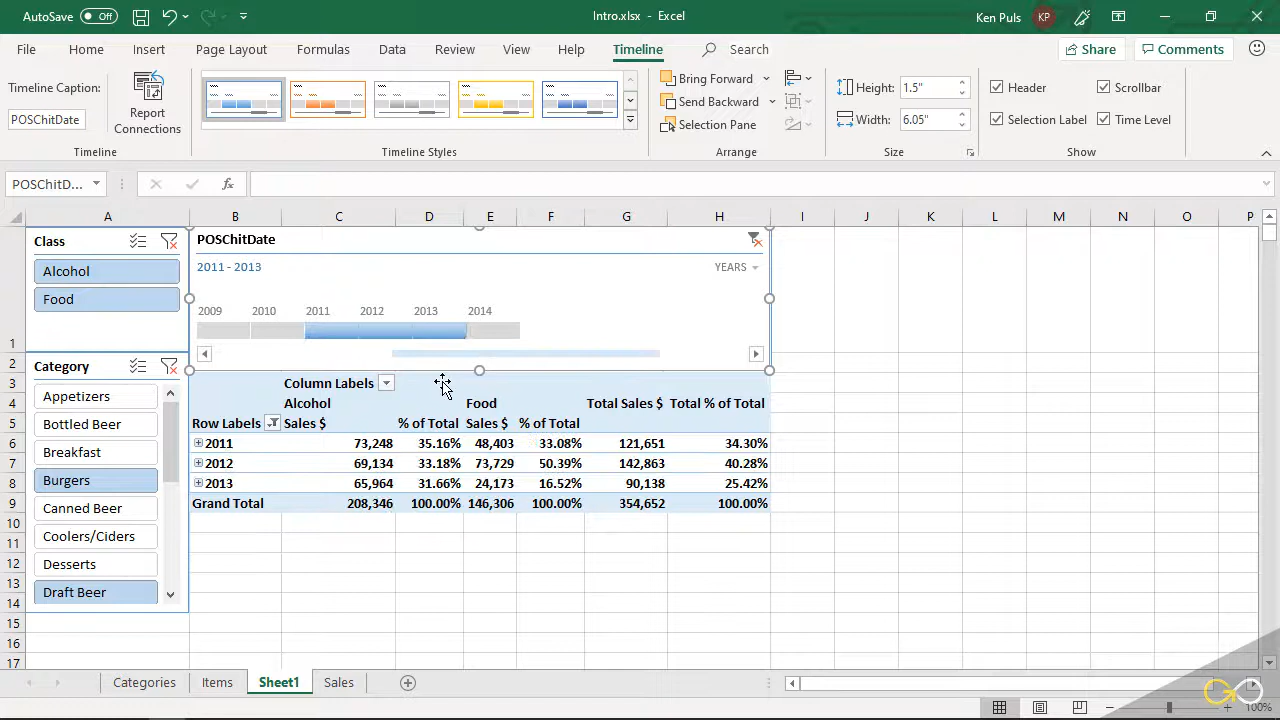 AutoSave Off Intro.xlsx - Excel Ken Puls KP
File Home Insert Page Layout Formulas Data Review View Help Timeline Search Share Comments
Timeline Caption:
POSChitDate
Report
Connections
Timeline
Timeline Styles
Bring Forward
Send Backward
Selection Pane
Arrange
Height: 1.5"
Width: 6.05"
Size
Header Scrollbar
Selection Label Time Level
Show
POSChitD... fx
A B C D E F G H I J K L M N O P
Class
Alcohol
Food
POSChitDate
2011 - 2013 YEARS
2009 2010 2011 2012 2013 2014
1
2
3
4
5
6
7
8
9
10
11
12
13
14
15
16
17
Category
Appetizers
Bottled Beer
Breakfast
Burgers
Canned Beer
Coolers/Ciders
Desserts
Draft Beer
Column Labels
Alcohol Food Total Sales $ Total % of Total
Row Labels Sales $ % of Total Sales $ % of Total
2011 73,248 35.16% 48,403 33.08% 121,651 34.30%
2012 69,134 33.18% 73,729 50.39% 142,863 40.28%
2013 65,964 31.66% 24,173 16.52% 90,138 25.42%
Grand Total 208,346 100.00% 146,306 100.00% 354,652 100.00%
Categories Items Sheet1 Sales
100%